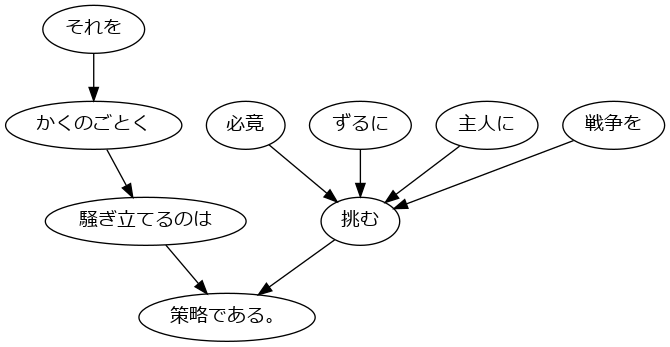 それを
かくのごとく
必竟
ずるに
主人に
戦争を
騒ぎ立てるのは
挑む
策略である。